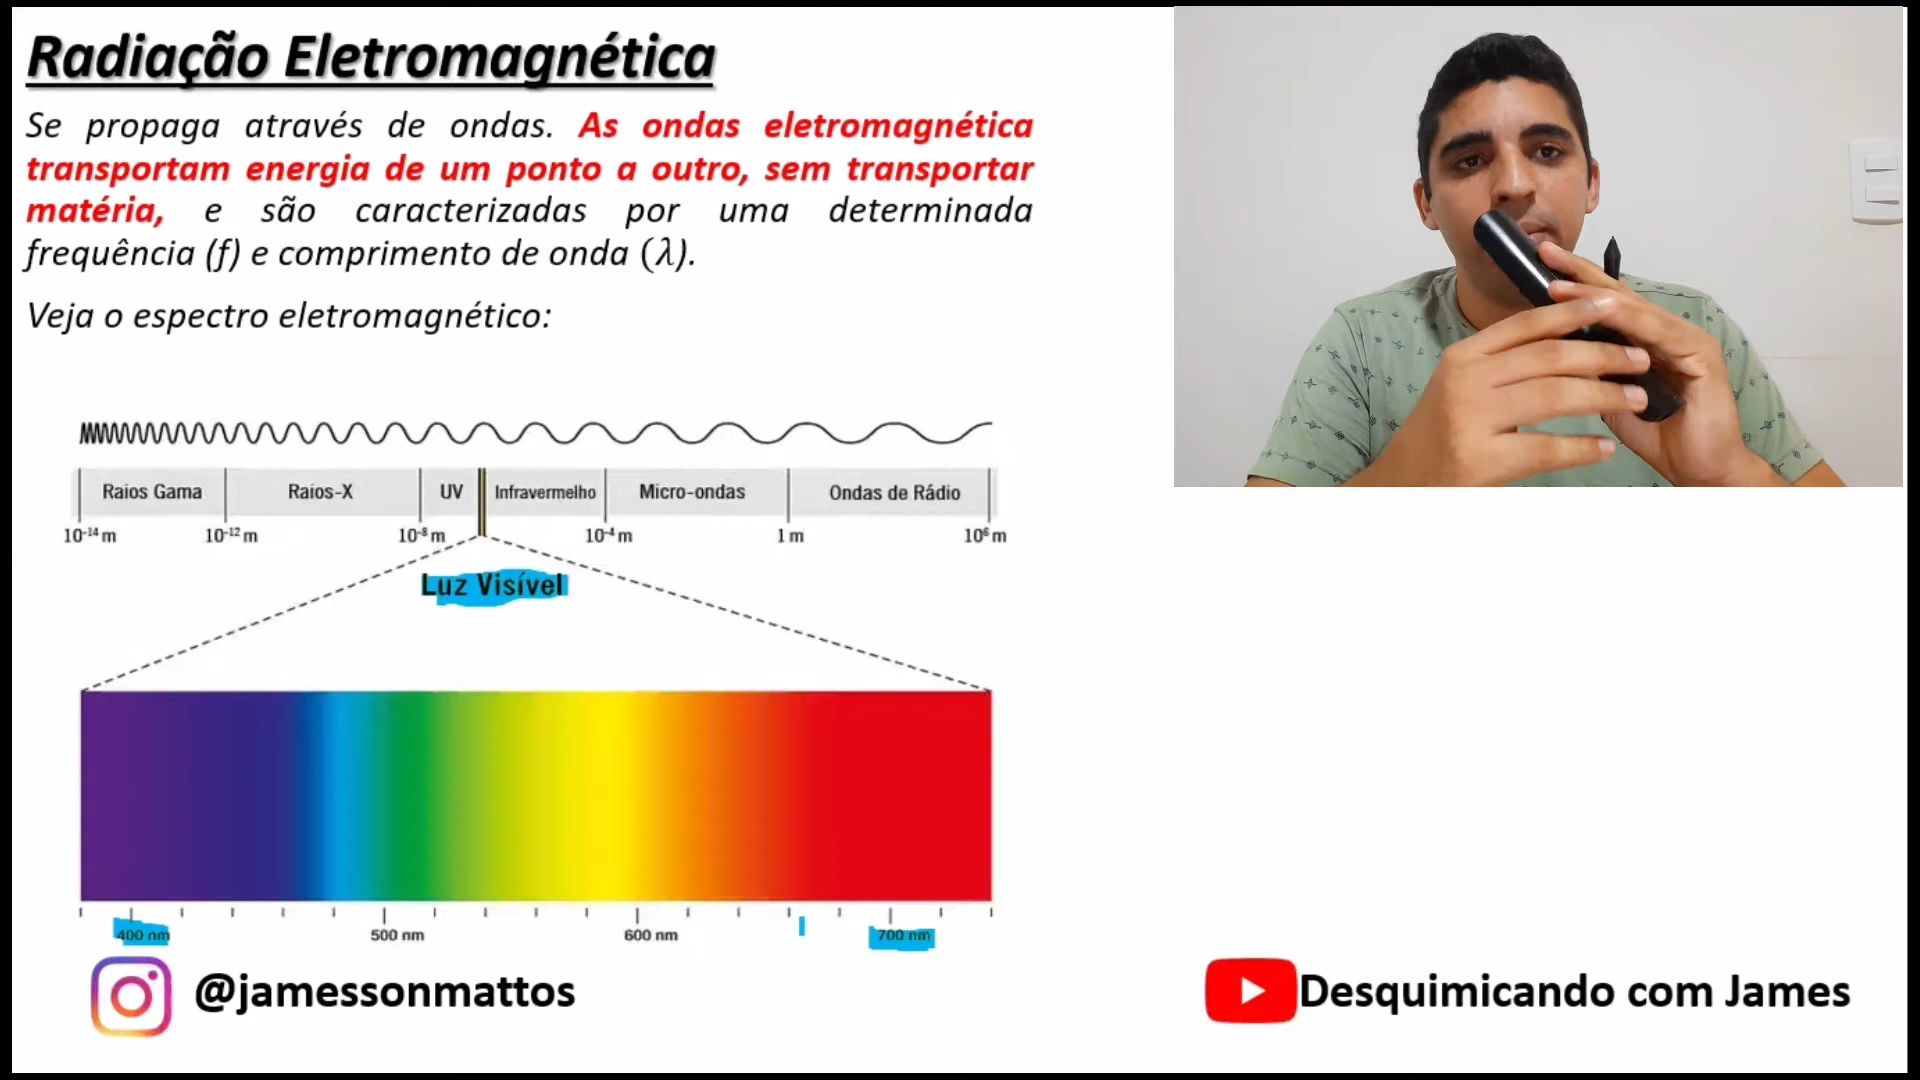 Radiação Eletromagnética
Se propaga através de ondas. As ondas eletromagnética
transportam energia de um ponto a outro, sem transportar
matéria, e são caracterizadas por uma determinada
frequência (f) e comprimento de onda (λ).
Veja o espectro eletromagnético:
Raios Gama Raios-X UV Infravermelho Micro-ondas Ondas de Rádio
10⁻¹⁴ m 10⁻¹² m 10⁻⁸ m 10⁻⁴ m 1 m 10⁶ m
Luz Visível
400 nm 500 nm 600 nm 700 nm
@jamessonmattos
Desquimicando com James